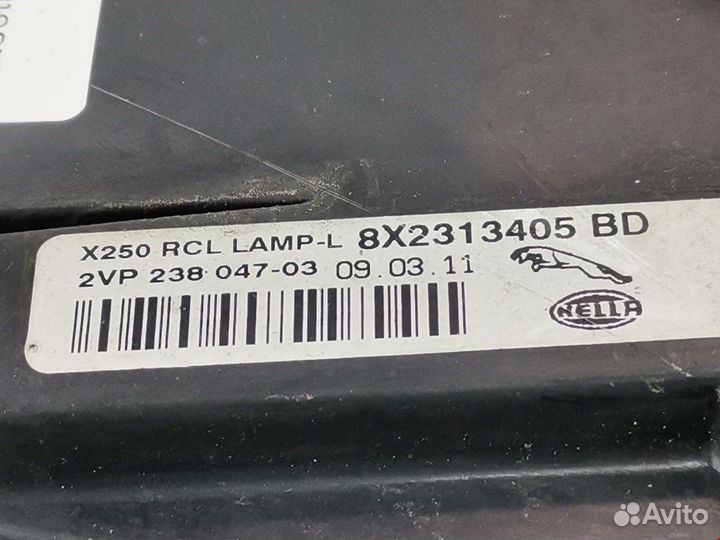 X250 RCL LAMP-L 8X2313405 BD
2VP 238 047-03 09.03.11
HELLA
Avito